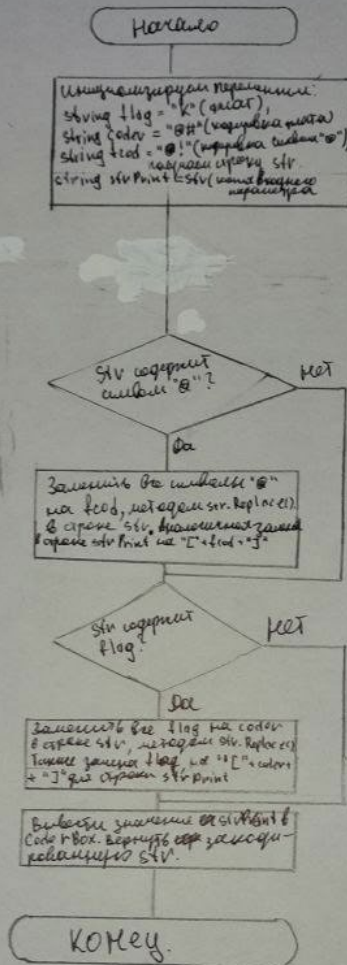 Начало
Инициализируем переменные:
string flag = "K" (флаг),
string coder = "@#" (кодировка флага)
string fcod = "@!" (кодировка символа "@")
получаем строку str.
string strPrint = str (копия входного
параметра
Str содержит
символ "@"?
Нет
Да
Заменить все символы "@"
на fcod, методом str.Replace()
в строке str, аналогичная замена
в строке strPrint на "[" + fcod + "]"
Str содержит
flag?
Нет
Да
Заменить все flag на coder
в строке str, методом str.Replace()
Также замена flag на "[" + coder +
+ "]" для строки strPrint
Вывести значение strPrint в
CoderBox. Вернуть закоди-
рованную str.
Конец.